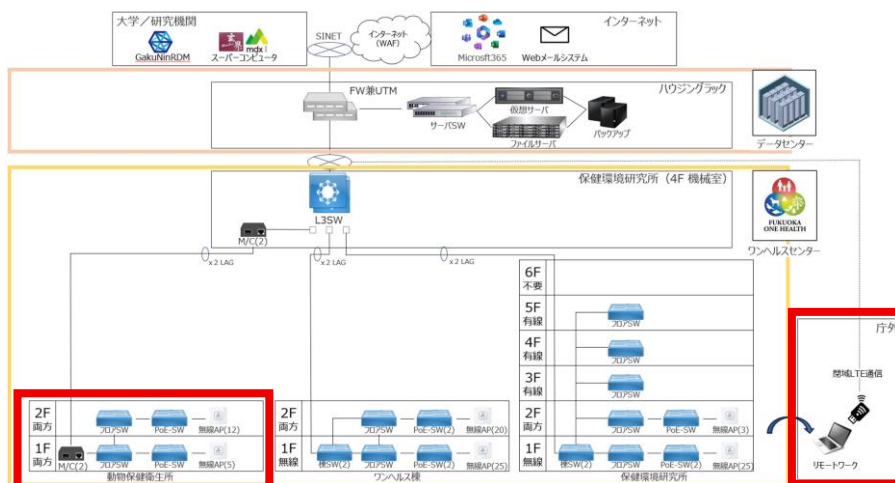 大学／研究機関
GakuNinRDM
玄界
mdx
スーパーコンピュータ
SINET
インターネット
(WAF)
インターネット
Microsft365
Webメールシステム
FW兼UTM
ハウジングラック
サーバSW
仮想サーバ
ファイルサーバ
バックアップ
データセンター
保健環境研究所（4F 機械室）
L3SW
M/C(2)
FUKUOKA
ONE HEALTH
ワンヘルスセンター
x 2 LAG
x 2 LAG
x 2 LAG
6F
不要
5F
有線
フロアSW
4F
有線
フロアSW
3F
有線
フロアSW
2F
両方
フロアSW
PoE-SW
無線AP(12)
1F
両方
M/C(2)
フロアSW
PoE-SW
無線AP(5)
動物保健衛生所
2F
両方
フロアSW
PoE-SW(2)
無線AP(20)
1F
無線
棟SW(2)
フロアSW
PoE-SW(2)
無線AP(25)
ワンヘルス棟
2F
両方
フロアSW
PoE-SW
無線AP(3)
1F
無線
棟SW(2)
フロアSW
PoE-SW(2)
無線AP(25)
保健環境研究所
庁外
閉域LTE通信
リモートワーク